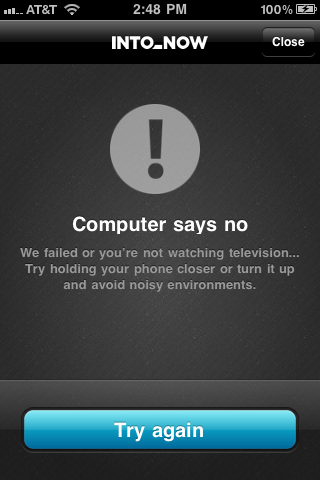 AT&T 2:48 PM 100%
INTO_NOW Close
Computer says no
We failed or you're not watching television...
Try holding your phone closer or turn it up
and avoid noisy environments.
Try again